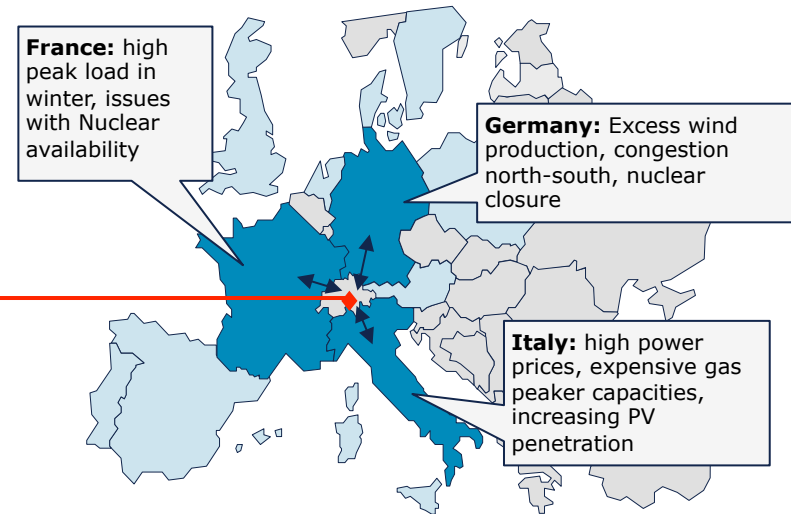 France: high
peak load in
winter, issues
with Nuclear
availability
Germany: Excess wind
production, congestion
north-south, nuclear
closure
Italy: high power
prices, expensive gas
peaker capacities,
increasing PV
penetration